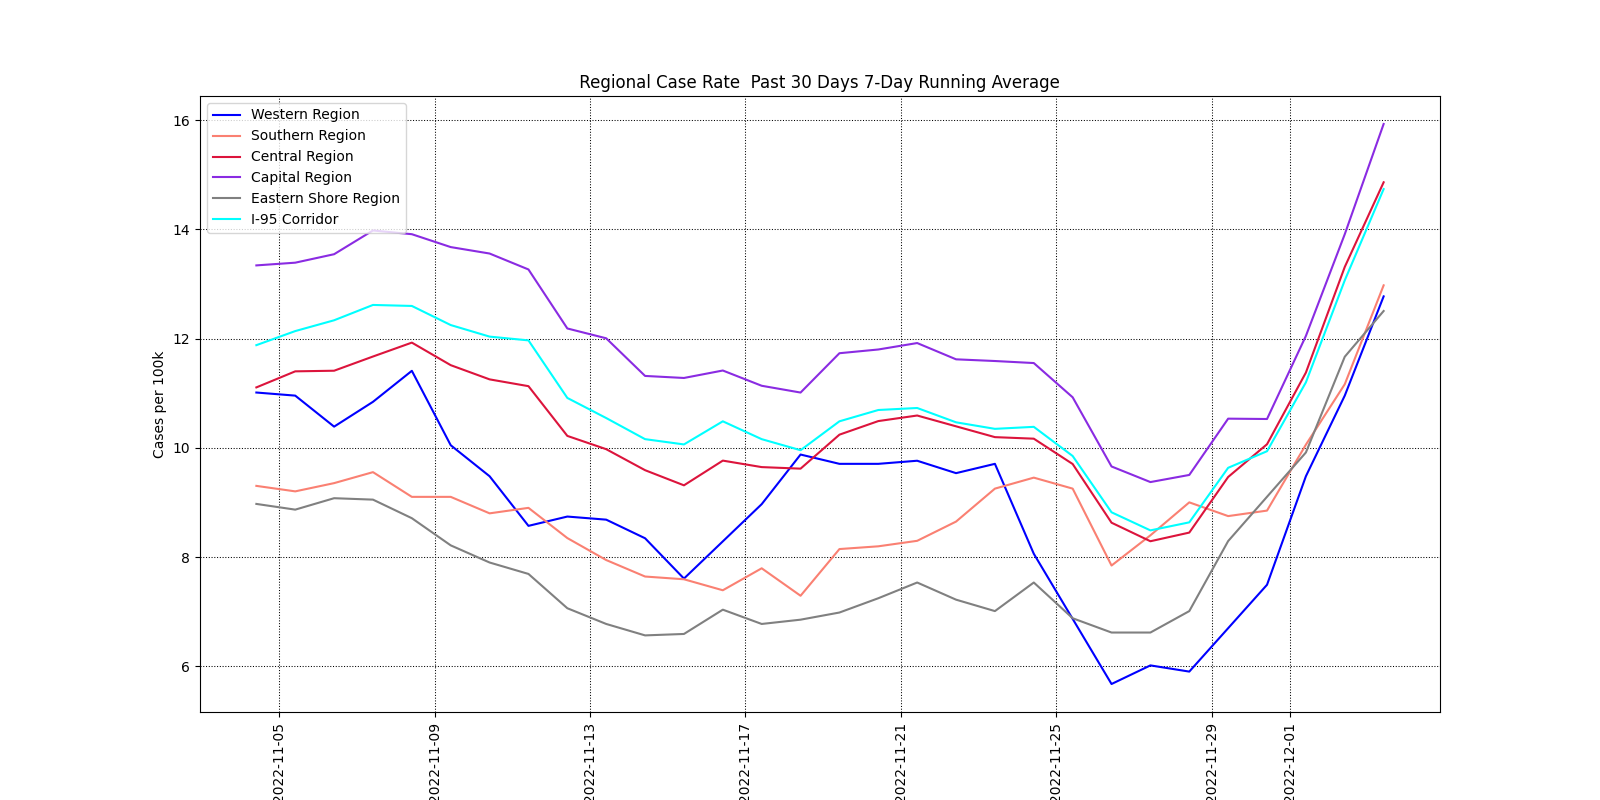 Regional Case Rate  Past 30 Days 7-Day Running Average
Western Region
Southern Region
Central Region
Capital Region
Eastern Shore Region
I-95 Corridor
Cases per 100k
16
14
12
10
8
6
2022-11-05
2022-11-09
2022-11-13
2022-11-17
2022-11-21
2022-11-25
2022-11-29
2022-12-01